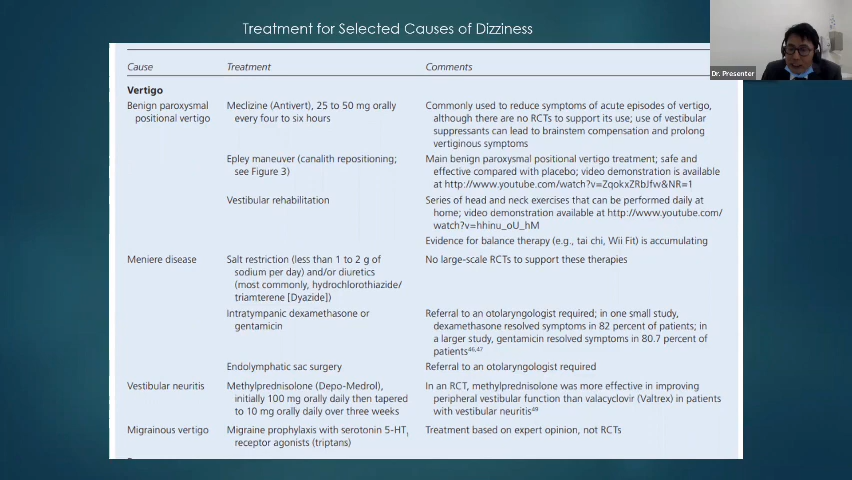 Treatment for Selected Causes of Dizziness
Dr. Presenter
Cause Treatment Comments
Vertigo
Benign paroxysmal
positional vertigo
Meclizine (Antivert), 25 to 50 mg orally
every four to six hours
Commonly used to reduce symptoms of acute episodes of vertigo,
although there are no RCTs to support its use; use of vestibular
suppressants can lead to brainstem compensation and prolong
vertiginous symptoms
Epley maneuver (canalith repositioning;
see Figure 3)
Main benign paroxysmal positional vertigo treatment; safe and
effective compared with placebo; video demonstration is available
at http://www.youtube.com/watch?v=ZqokxZRbJfw&NR=1
Vestibular rehabilitation
Series of head and neck exercises that can be performed daily at
home; video demonstration available at http://www.youtube.com/
watch?v=hhinu_oU_hM
Evidence for balance therapy (e.g., tai chi, Wii Fit) is accumulating
Meniere disease
Salt restriction (less than 1 to 2 g of
sodium per day) and/or diuretics
(most commonly, hydrochlorothiazide/
triamterene [Dyazide])
No large-scale RCTs to support these therapies
Intratympanic dexamethasone or
gentamicin
Referral to an otolaryngologist required; in one small study,
dexamethasone resolved symptoms in 82 percent of patients; in
a larger study, gentamicin resolved symptoms in 80.7 percent of
patients46,47
Endolymphatic sac surgery
Referral to an otolaryngologist required
Vestibular neuritis
Methylprednisolone (Depo-Medrol),
initially 100 mg orally daily then tapered
to 10 mg orally daily over three weeks
In an RCT, methylprednisolone was more effective in improving
peripheral vestibular function than valacyclovir (Valtrex) in patients
with vestibular neuritis49
Migrainous vertigo
Migraine prophylaxis with serotonin 5-HT1
receptor agonists (triptans)
Treatment based on expert opinion, not RCTs